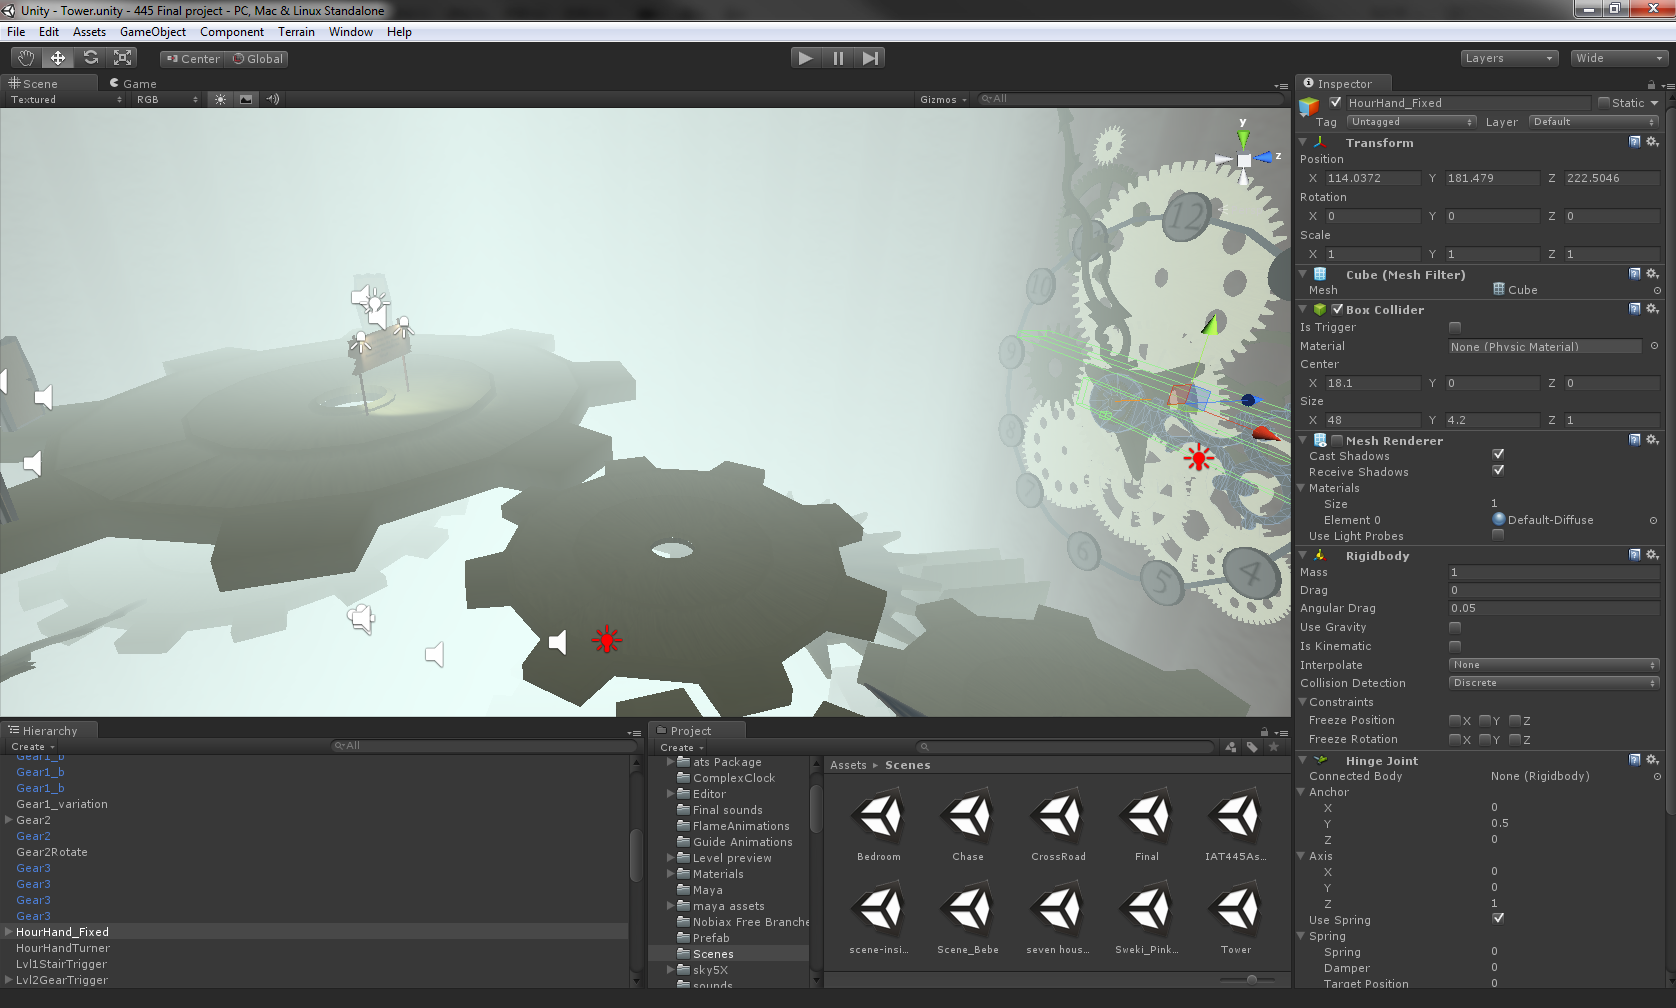 Unity - Tower.unity - 445 Final project - PC, Mac & Linux Standalone
File Edit Assets GameObject Component Terrain Window Help
Center Global
Layers Wide
Scene Game
Textured RGB Gizmos All
y
z
12
10
9
8
7
6
5
4
Inspector
HourHand_Fixed Static
Tag Untagged Layer Default
Transform
Position
X 114.0372 Y 181.479 Z 222.5046
Rotation
X 0 Y 0 Z 0
Scale
X 1 Y 1 Z 1
Cube (Mesh Filter)
Mesh Cube
Box Collider
Is Trigger
Material None (Physic Material)
Center
X 18.1 Y 0 Z 0
Size
X 48 Y 4.2 Z 1
Mesh Renderer
Cast Shadows
Receive Shadows
Materials
Size 1
Element 0 Default-Diffuse
Use Light Probes
Rigidbody
Mass 1
Drag 0
Angular Drag 0.05
Use Gravity
Is Kinematic
Interpolate None
Collision Detection Discrete
Constraints
Freeze Position X Y Z
Freeze Rotation X Y Z
Hinge Joint
Connected Body None (Rigidbody)
Anchor
X 0
Y 0.5
Z 0
Axis
X 0
Y 0
Z 1
Use Spring
Spring
Spring 0
Damper 0
Target Position 0
Hierarchy
Create All
Gear1_b
Gear1_b
Gear1_b
Gear1_variation
Gear2
Gear2
Gear2Rotate
Gear3
Gear3
Gear3
Gear3
HourHand_Fixed
HourHandTurner
Lvl1StairTrigger
Lvl2GearTrigger
Project
Create
ats Package
ComplexClock
Editor
Final sounds
FlameAnimations
Guide Animations
Level preview
Materials
Maya
maya assets
Nobiax Free Branche
Prefab
Scenes
sky5X
sounds
Assets Scenes
Bedroom Chase CrossRoad Final IAT445As...
scene-insi... Scene_Bebe seven hous... Sweki_Pink... Tower